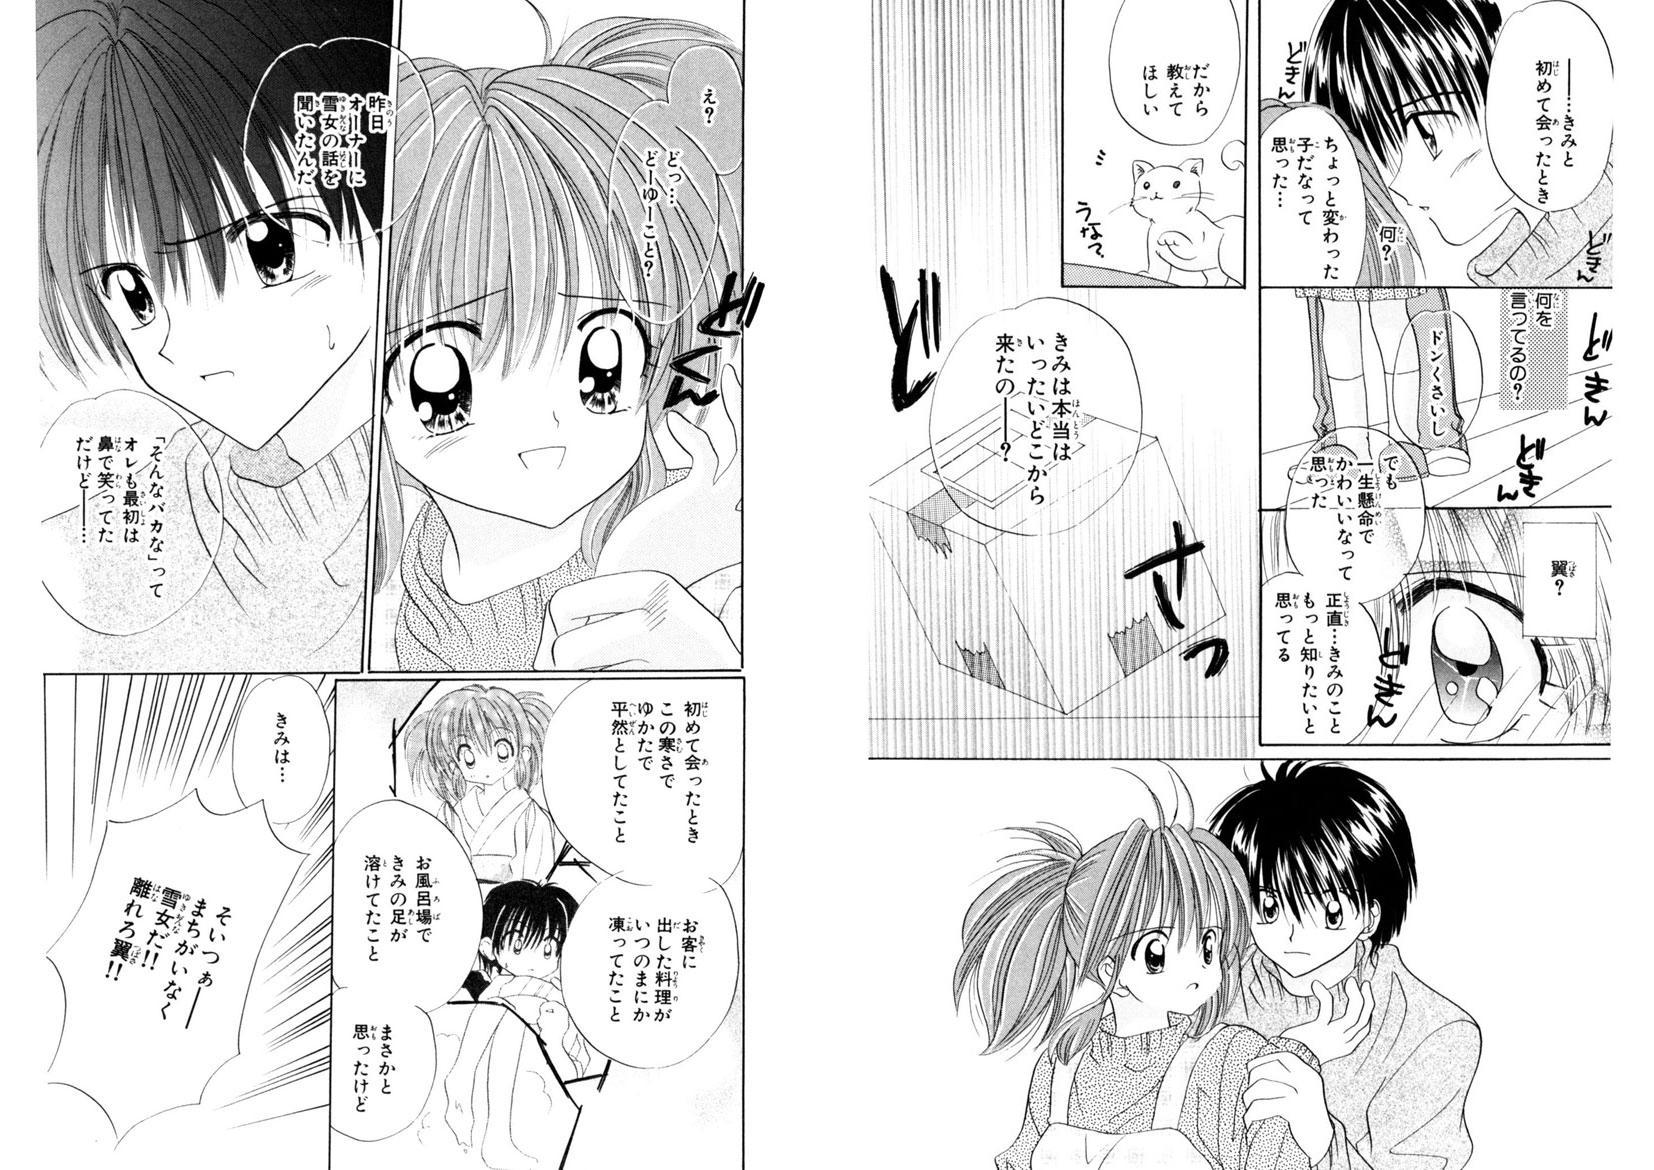 ―――…きみと
初めて会ったとき
どきん
ちょっと変わった
子だなって
思った…
何?
どきん
だから
教えて
ほしい
うなで
何を
言ってるの?
ドンくさいし
どきん
どきん
でも
一生懸命で
かわいいなって
思った
翼?
正直…きみのこと
もっと知りたいと
思ってる
どきん
きみは本当は
いったいどこから
来たの―――?
ドサっ
え?
どっ…
どーゆーこと?
どくん
昨日
オーナーに
雪女の話を
聞いたんだ
「そんなバカな」って
オレも最初は
鼻で笑ってた
だけど―――…
初めて会ったとき
この寒さで
ゆかたで
平然としてたこと
お客に
出した料理が
いつのまにか
凍ってたこと
お風呂場で
きみの足が
溶けてたこと
まさかと
思ったけど
きみは…
そいつぁ―――
まちがいなく
雪女だ!!
離れろ翼!!